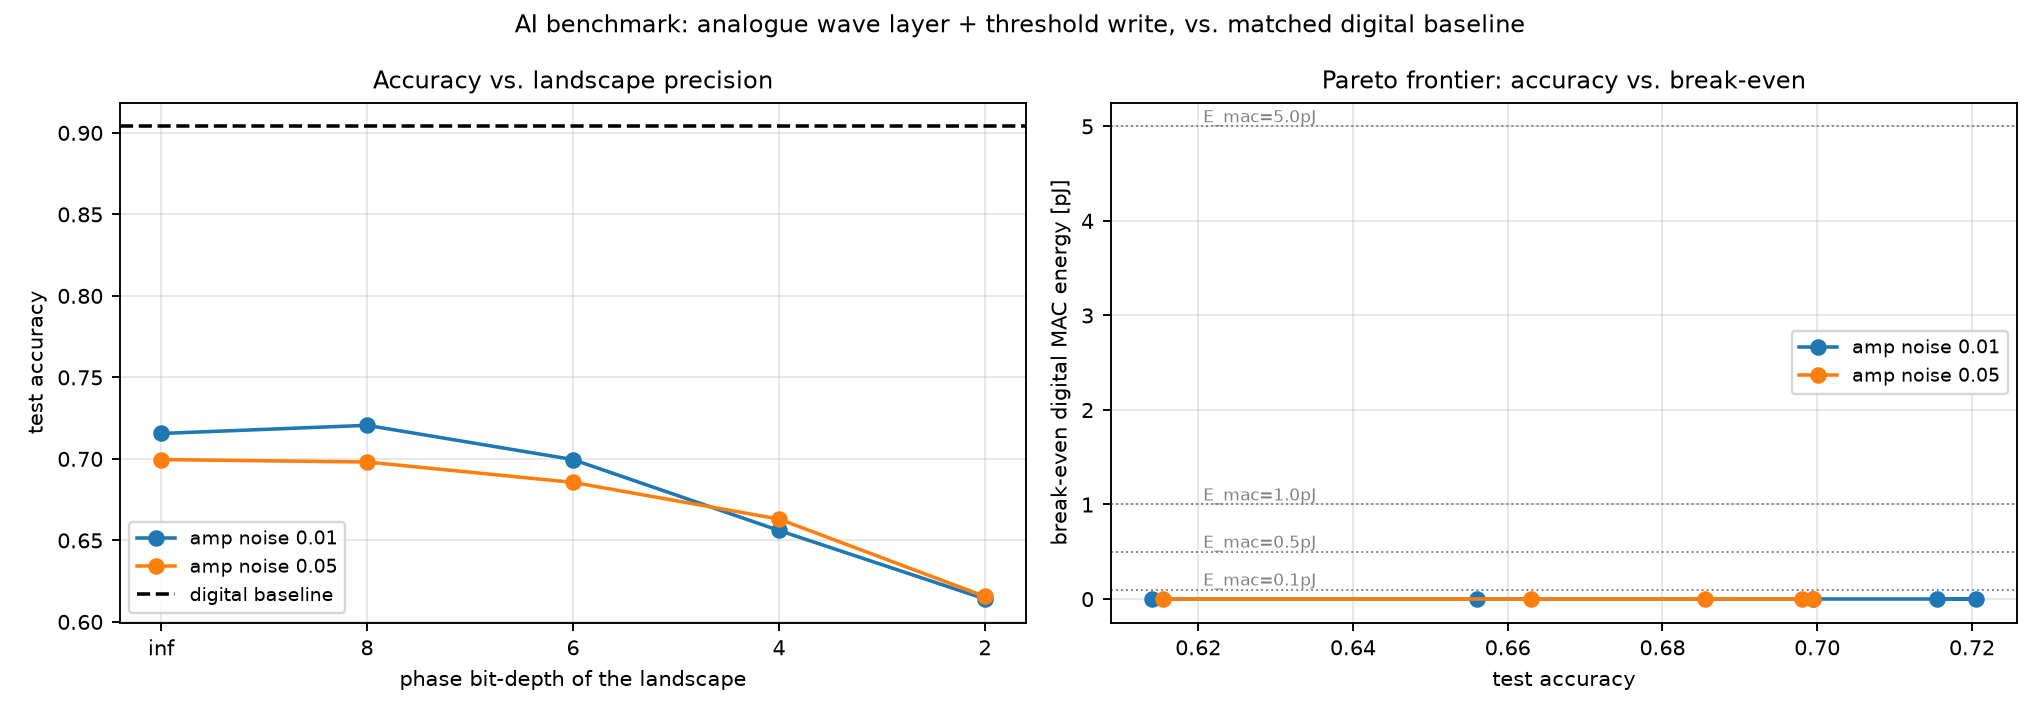 AI benchmark: analogue wave layer + threshold write, vs. matched digital baseline
Accuracy vs. landscape precision
test accuracy
0.90
0.85
0.80
0.75
0.70
0.65
0.60
amp noise 0.01
amp noise 0.05
digital baseline
inf
8
6
4
2
phase bit-depth of the landscape
Pareto frontier: accuracy vs. break-even
break-even digital MAC energy [pJ]
5
4
3
2
1
0
E_mac=5.0pJ
amp noise 0.01
amp noise 0.05
E_mac=1.0pJ
E_mac=0.5pJ
E_mac=0.1pJ
0.62
0.64
0.66
0.68
0.70
0.72
test accuracy